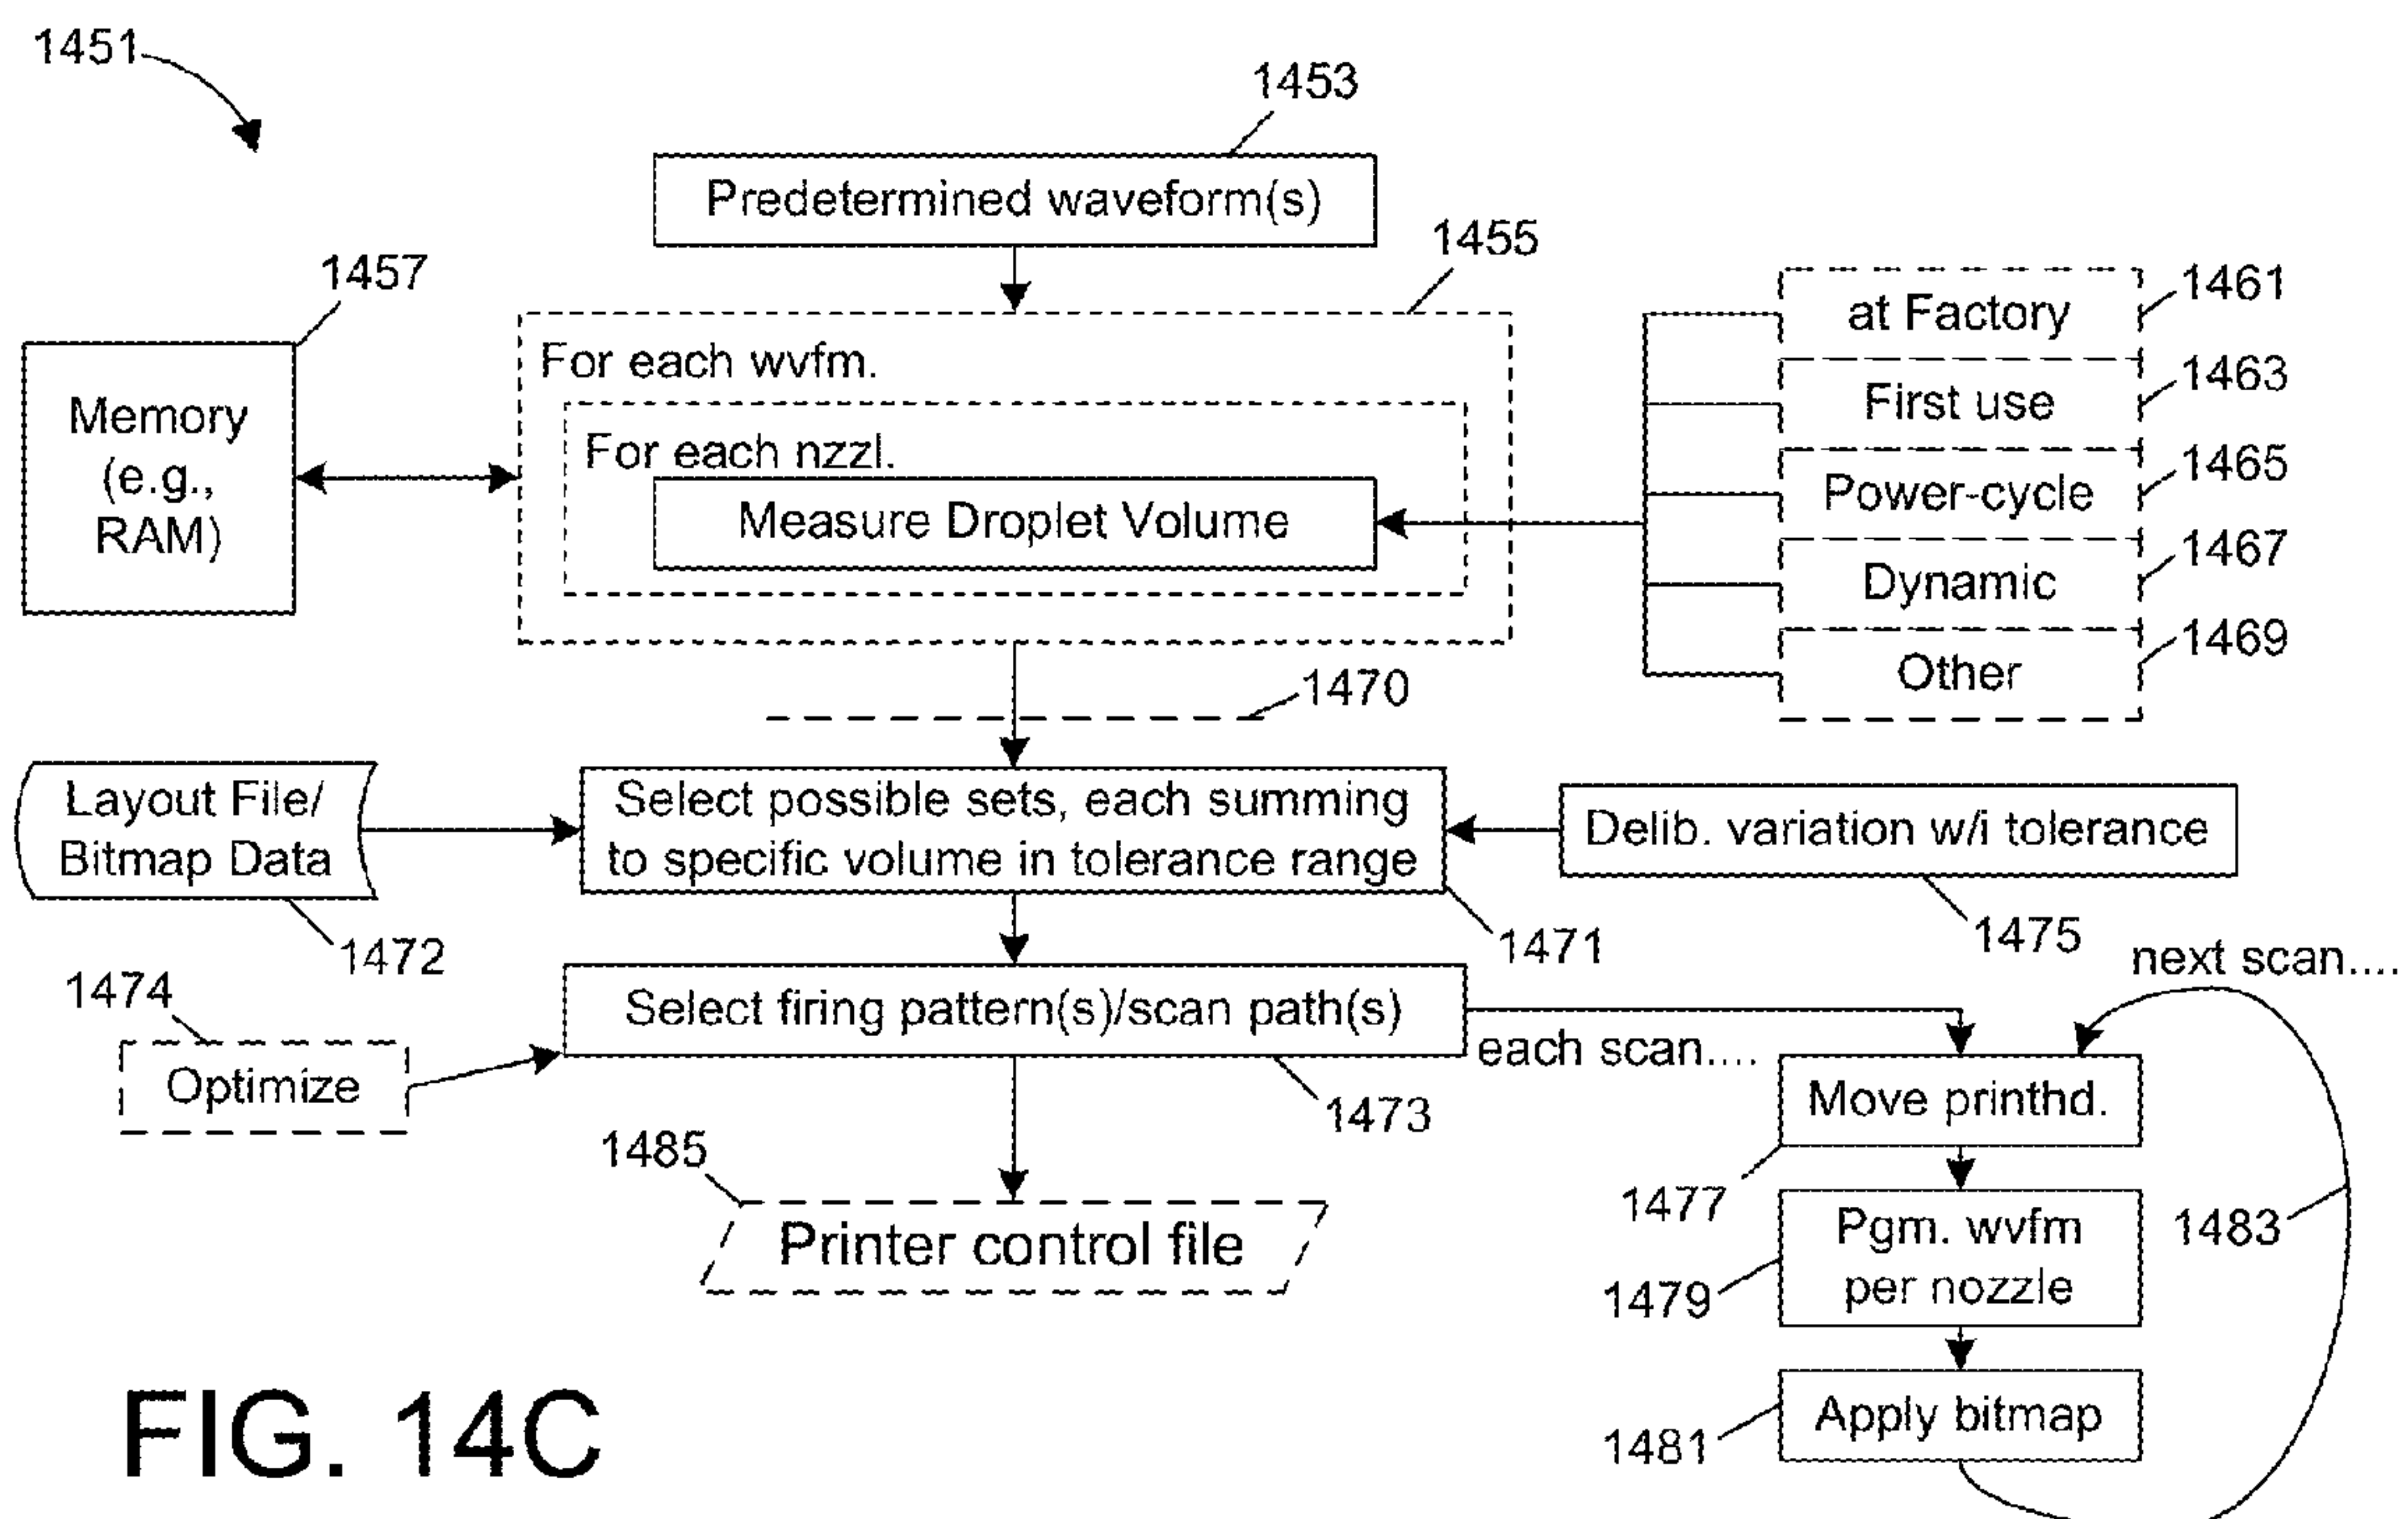 1451
1453
Predetermined waveform(s)
1455
1457
Memory
(e.g.,
RAM)
For each wvfm.
For each nzzl.
Measure Droplet Volume
at Factory
1461
First use
1463
Power-cycle
1465
Dynamic
1467
Other
1469
1470
Layout File/
Bitmap Data
1472
Select possible sets, each summing
to specific volume in tolerance range
1471
Delib. variation w/i tolerance
1475
next scan....
1474
Optimize
Select firing pattern(s)/scan path(s)
1473
each scan....
Move printhd.
1477
1485
Printer control file
Pgm. wvfm
per nozzle
1479
1483
Apply bitmap
1481
FIG. 14C